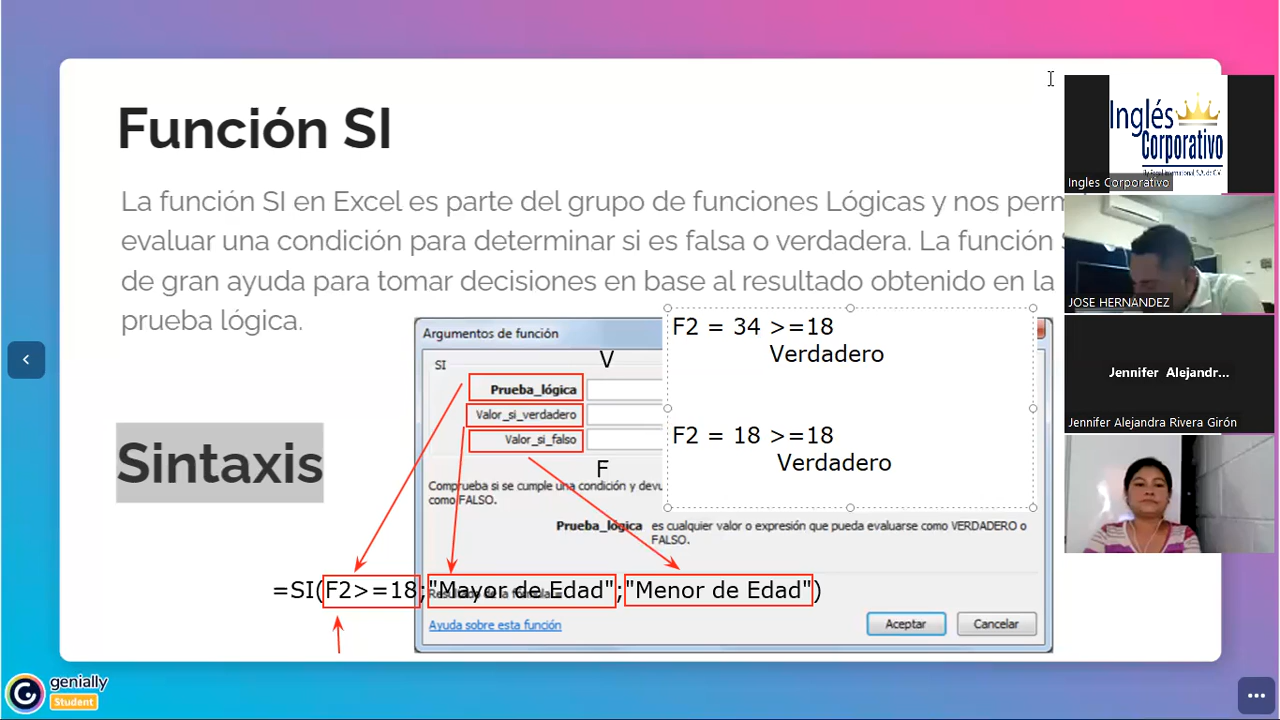 Función SI
La función SI en Excel es parte del grupo de funciones Lógicas y nos perm
evaluar una condición para determinar si es falsa o verdadera. La función S
de gran ayuda para tomar decisiones en base al resultado obtenido en la
prueba lógica.
Sintaxis
Argumentos de función
SI
V
Prueba_lógica
Valor_si_verdadero
Valor_si_falso
F
F2 = 34 >=18
Verdadero
F2 = 18 >=18
Verdadero
Comprueba si se cumple una condición y devu
como FALSO.
Prueba_lógica es cualquier valor o expresión que pueda evaluarse como VERDADERO o
FALSO.
=SI(F2>=18;"Mayor de Edad";"Menor de Edad")
Ayuda sobre esta función
Aceptar
Cancelar
Inglés
Corporativo
Ingles Corporativo
JOSE HERNANDEZ
Jennifer Alejandr...
Jennifer Alejandra Rivera Girón
genially
Student